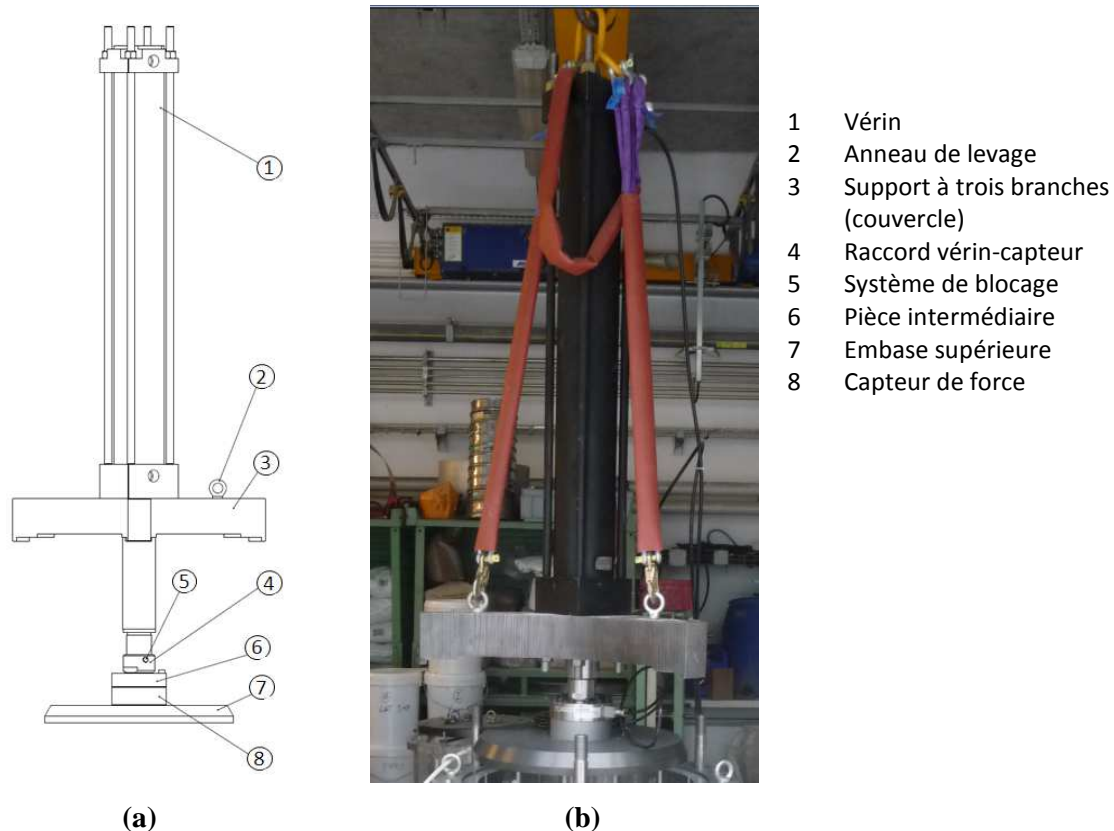 1
2
3
5
4
6
7
8
1 Vérin
2 Anneau de levage
3 Support à trois branches
(couvercle)
4 Raccord vérin-capteur
5 Système de blocage
6 Pièce intermédiaire
7 Embase supérieure
8 Capteur de force
(a)
(b)